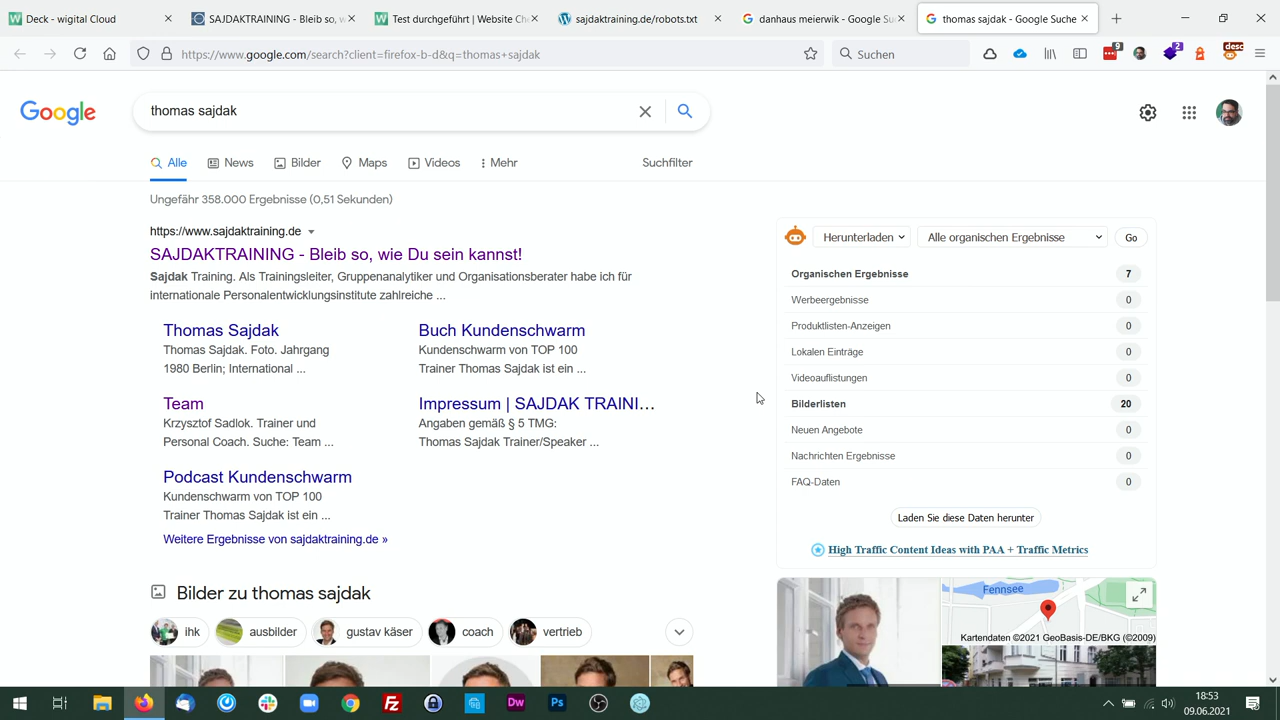 Deck - wigital Cloud
SAJDAKTRAINING - Bleib so, w
Test durchgeführt | Website Che
sajdaktraining.de/robots.txt
danhaus meierwik - Google Suc
thomas sajdak - Google Suche
https://www.google.com/search?client=firefox-b-d&q=thomas+sajdak
Suchen
9
2
desc
Google
thomas sajdak
Alle
News
Bilder
Maps
Videos
Mehr
Suchfilter
Ungefähr 358.000 Ergebnisse (0,51 Sekunden)
https://www.sajdaktraining.de
SAJDAKTRAINING - Bleib so, wie Du sein kannst!
Sajdak Training. Als Trainingsleiter, Gruppenanalytiker und Organisationsberater habe ich für
internationale Personalentwicklungsinstitute zahlreiche ...
Thomas Sajdak
Thomas Sajdak. Foto. Jahrgang
1980 Berlin; International ...
Buch Kundenschwarm
Kundenschwarm von TOP 100
Trainer Thomas Sajdak ist ein ...
Team
Krzysztof Sadlok. Trainer und
Personal Coach. Suche: Team ...
Impressum | SAJDAK TRAINI...
Angaben gemäß § 5 TMG:
Thomas Sajdak Trainer/Speaker ...
Podcast Kundenschwarm
Kundenschwarm von TOP 100
Trainer Thomas Sajdak ist ein ...
Weitere Ergebnisse von sajdaktraining.de »
Bilder zu thomas sajdak
ihk
ausbilder
gustav käser
coach
vertrieb
Herunterladen
Alle organischen Ergebnisse
Go
Organischen Ergebnisse 7
Werbeergebnisse 0
Produktlisten-Anzeigen 0
Lokalen Einträge 0
Videoauflistungen 0
Bilderlisten 20
Neuen Angebote 0
Nachrichten Ergebnisse 0
FAQ-Daten 0
Laden Sie diese Daten herunter
High Traffic Content Ideas with PAA + Traffic Metrics
Fennsee
Kartendaten ©2021 GeoBasis-DE/BKG (©2009)
Dw
Ps
18:53
09.06.2021